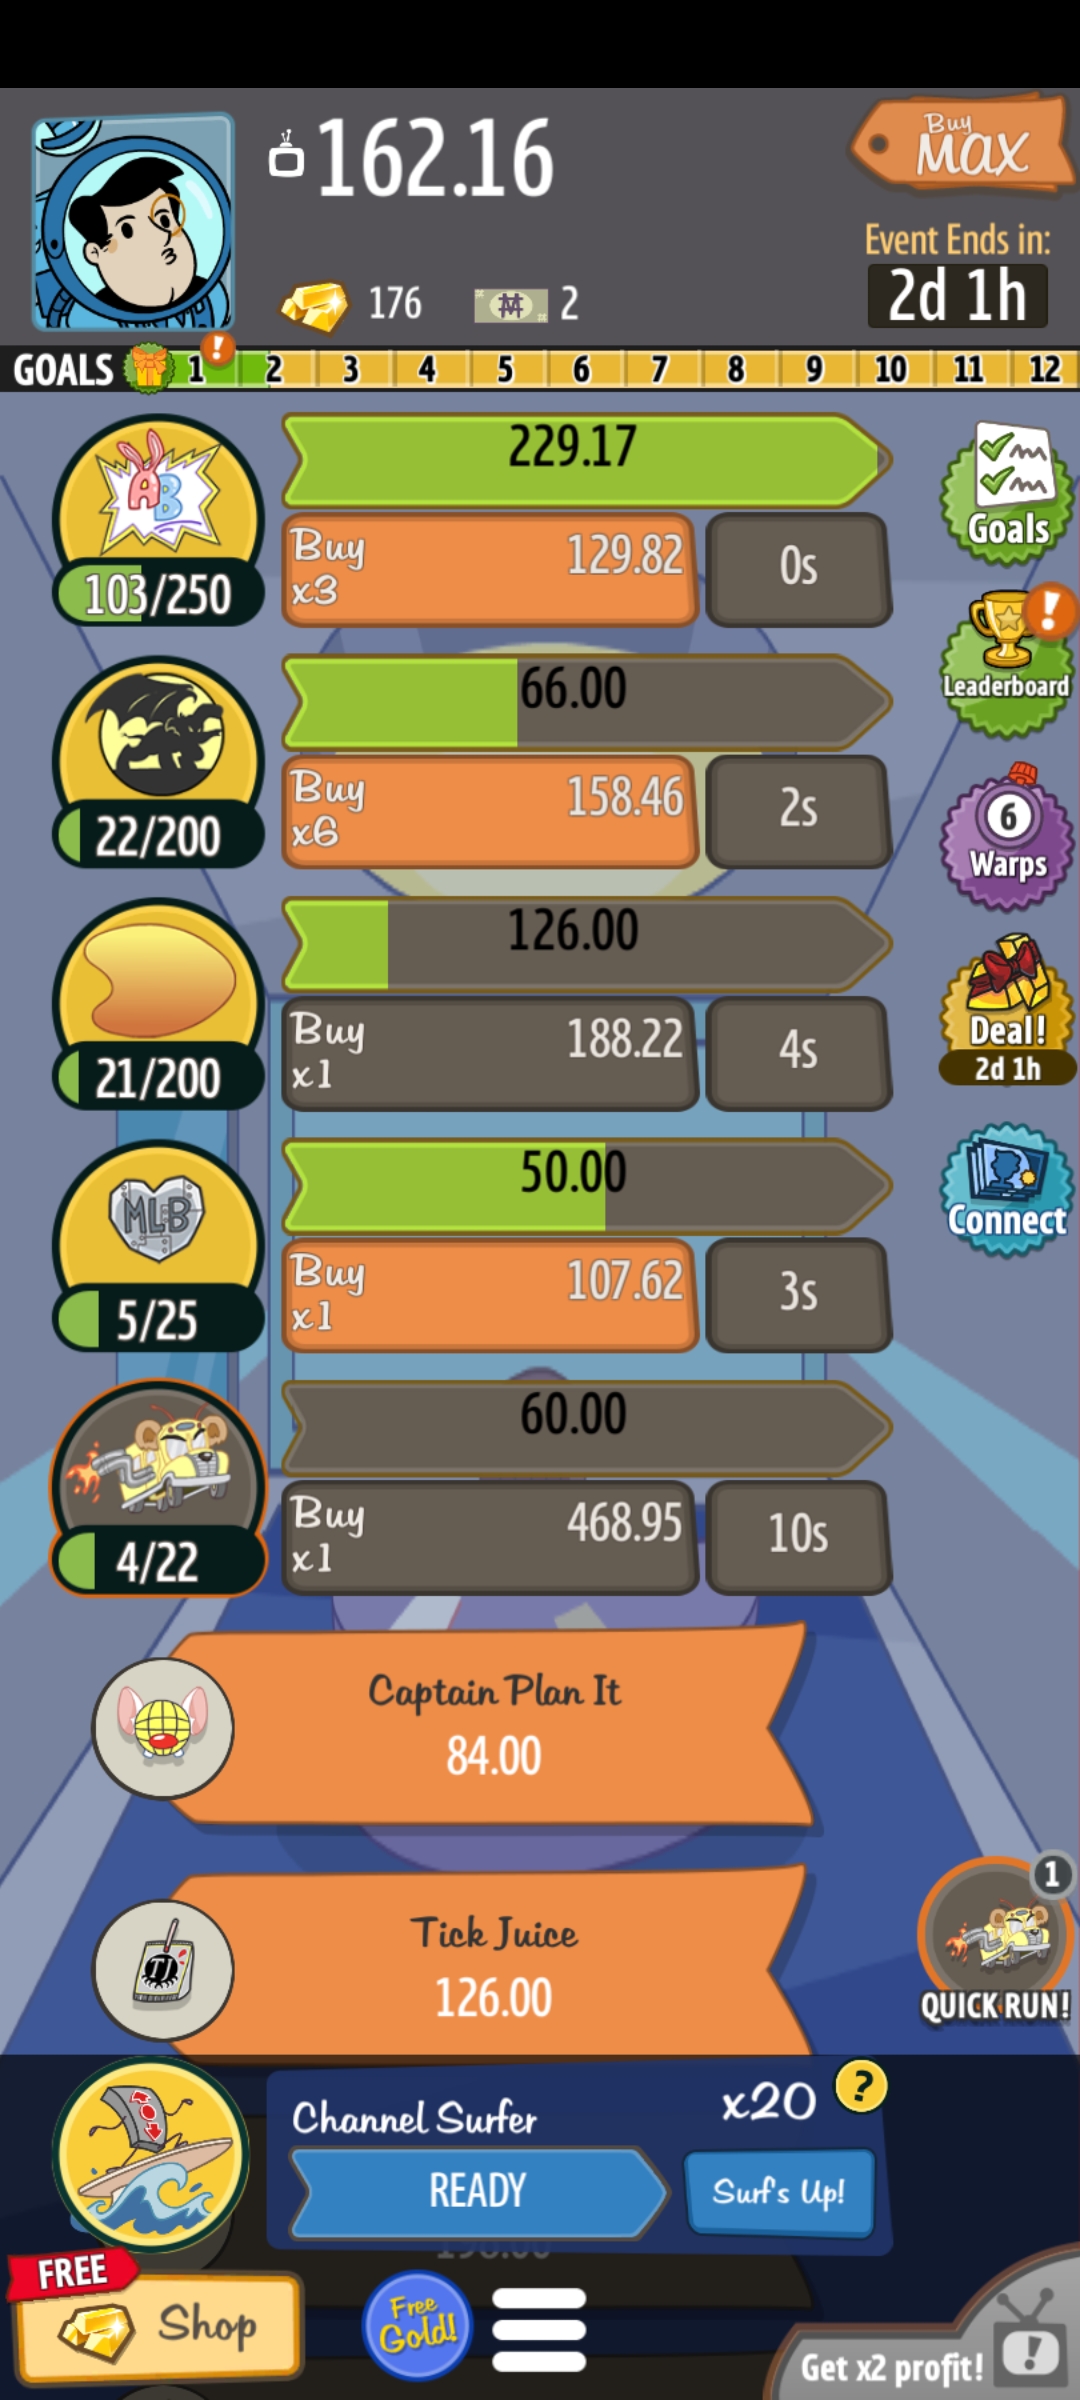 162.16
Buy
MAX
Event Ends in:
2d 1h
176
2
GOALS 1 ! 2 3 4 5 6 7 8 9 10 11 12
AB
229.17
103/250
Buy
x3
129.82
0s
Goals
66.00
22/200
Buy
x6
158.46
2s
!
Leaderboard
6
Warps
126.00
21/200
Buy
x1
188.22
4s
Deal!
2d 1h
MLB
50.00
5/25
Buy
x1
107.62
3s
Connect
60.00
4/22
Buy
x1
468.95
10s
Captain Plan It
84.00
TJ
Tick Juice
126.00
1
QUICK RUN!
Channel Surfer
x20
?
READY
Surf's Up!
FREE
Shop
Free
Gold!
Get x2 profit!
!